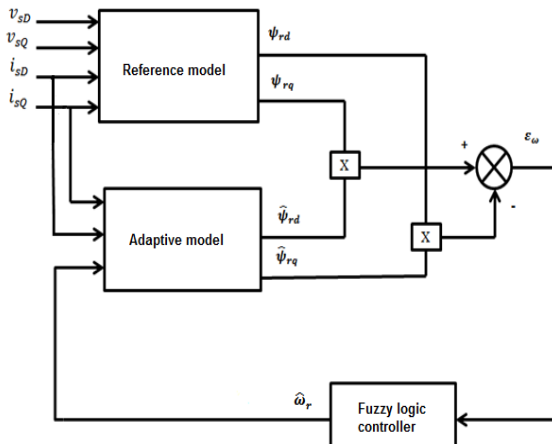 v_sD
v_sQ
i_sD
i_sQ
Reference model
ψ_rd
ψ_rq
X
+
ε_ω
-
Adaptive model
ψ̂_rd
ψ̂_rq
X
ω̂_r
Fuzzy logic
controller